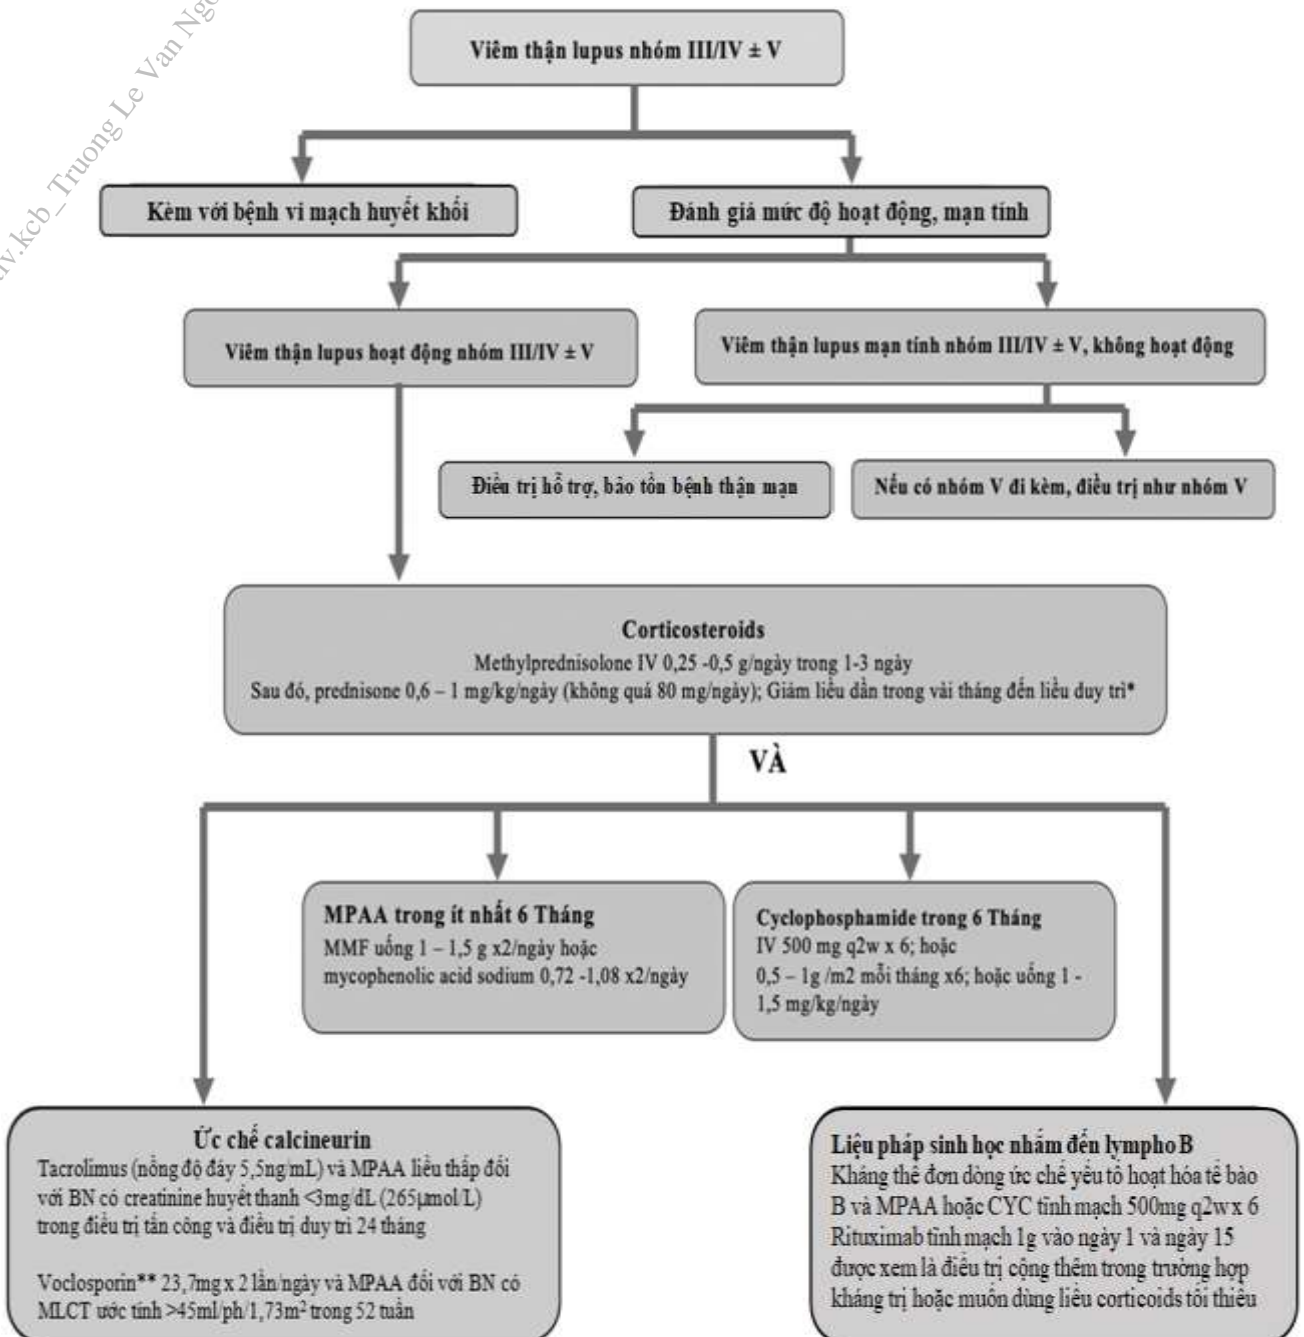 Viêm thận lupus nhóm III/IV ± V
Kèm với bệnh vi mạch huyết khối
Đánh giá mức độ hoạt động, mạn tính
Viêm thận lupus hoạt động nhóm III/IV ± V
Viêm thận lupus mạn tính nhóm III/IV ± V, không hoạt động
Điều trị hỗ trợ, bảo tồn bệnh thận mạn
Nếu có nhóm V đi kèm, điều trị như nhóm V
Corticosteroids
Methylprednisolone IV 0,25 -0,5 g/ngày trong 1-3 ngày
Sau đó, prednisone 0,6 – 1 mg/kg/ngày (không quá 80 mg/ngày); Giảm liều dần trong vài tháng đến liều duy trì*
VÀ
MPAA trong ít nhất 6 Tháng
MMF uống 1 – 1,5 g x2/ngày hoặc
mycophenolic acid sodium 0,72 -1,08 x2/ngày
Cyclophosphamide trong 6 Tháng
IV 500 mg q2w x 6; hoặc
0,5 – 1g /m2 mỗi tháng x6; hoặc uống 1 -
1,5 mg/kg/ngày
Ức chế calcineurin
Tacrolimus (nồng độ đáy 5,5ng/mL) và MPAA liều thấp đối
với BN có creatinine huyết thanh <3mg/dL (265µmol/L)
trong điều trị tấn công và điều trị duy trì 24 tháng
Voclosporin** 23,7mg x 2 lần/ngày và MPAA đối với BN có
MLCT ước tính >45ml/ph/1,73m² trong 52 tuần
Liệu pháp sinh học nhắm đến lympho B
Kháng thể đơn dòng ức chế yếu tố hoạt hóa tế bào
B và MPAA hoặc CYC tĩnh mạch 500mg q2w x 6
Rituximab tĩnh mạch 1g vào ngày 1 và ngày 15
được xem là điều trị cộng thêm trong trường hợp
kháng trị hoặc muốn dùng liều corticoids tối thiểu
Truong Le Van